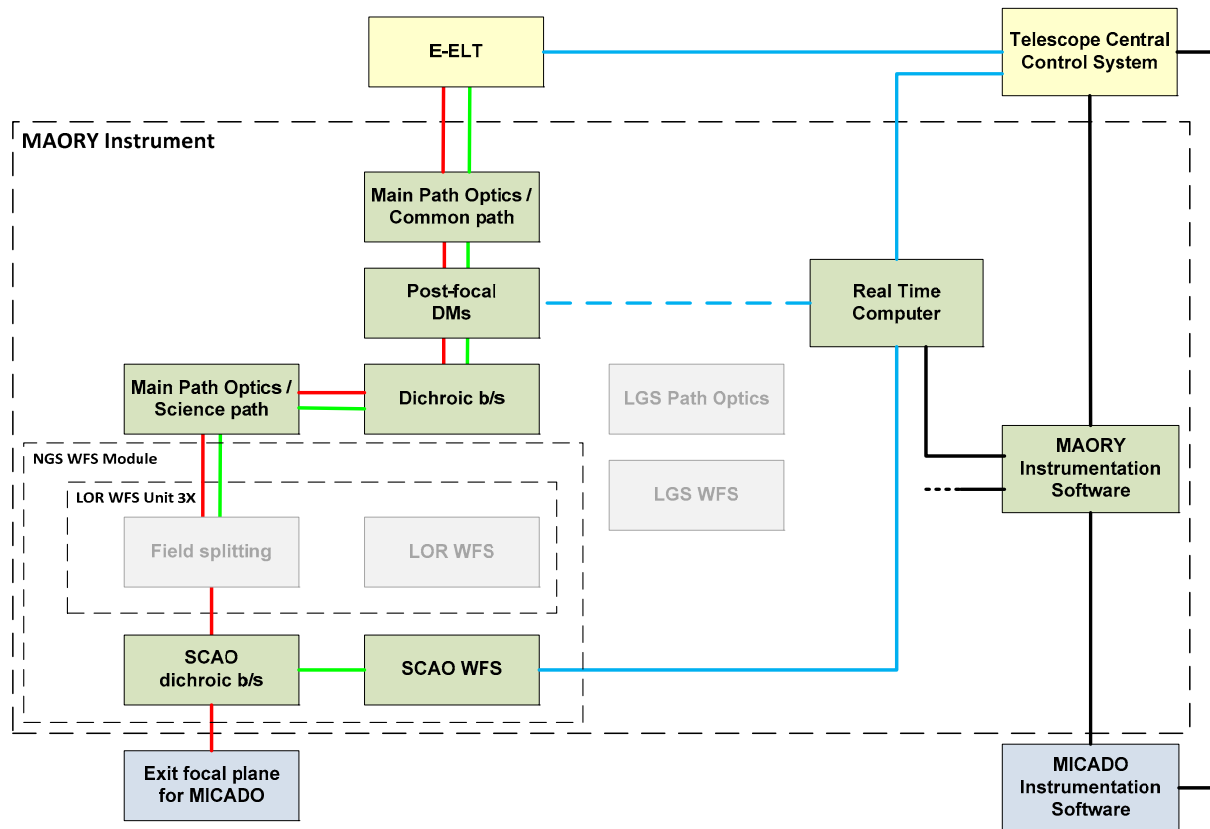 E-ELT
Telescope Central
Control System
MAORY Instrument
Main Path Optics /
Common path
Post-focal
DMs
Real Time
Computer
Main Path Optics /
Science path
Dichroic b/s
LGS Path Optics
NGS WFS Module
MAORY
Instrumentation
Software
LGS WFS
LOR WFS Unit 3X
Field splitting
LOR WFS
SCAO
dichroic b/s
SCAO WFS
Exit focal plane
for MICADO
MICADO
Instrumentation
Software